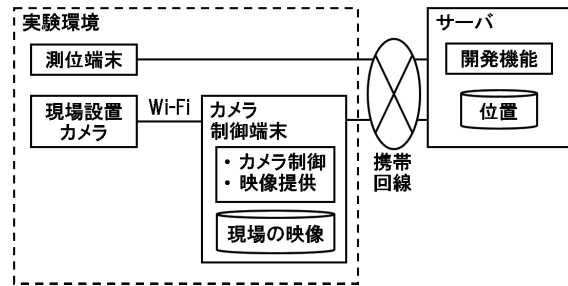 実験環境
測位端末
現場設置
カメラ
Wi-Fi
カメラ
制御端末
・カメラ制御
・映像提供
現場の映像
携帯
回線
サーバ
開発機能
位置